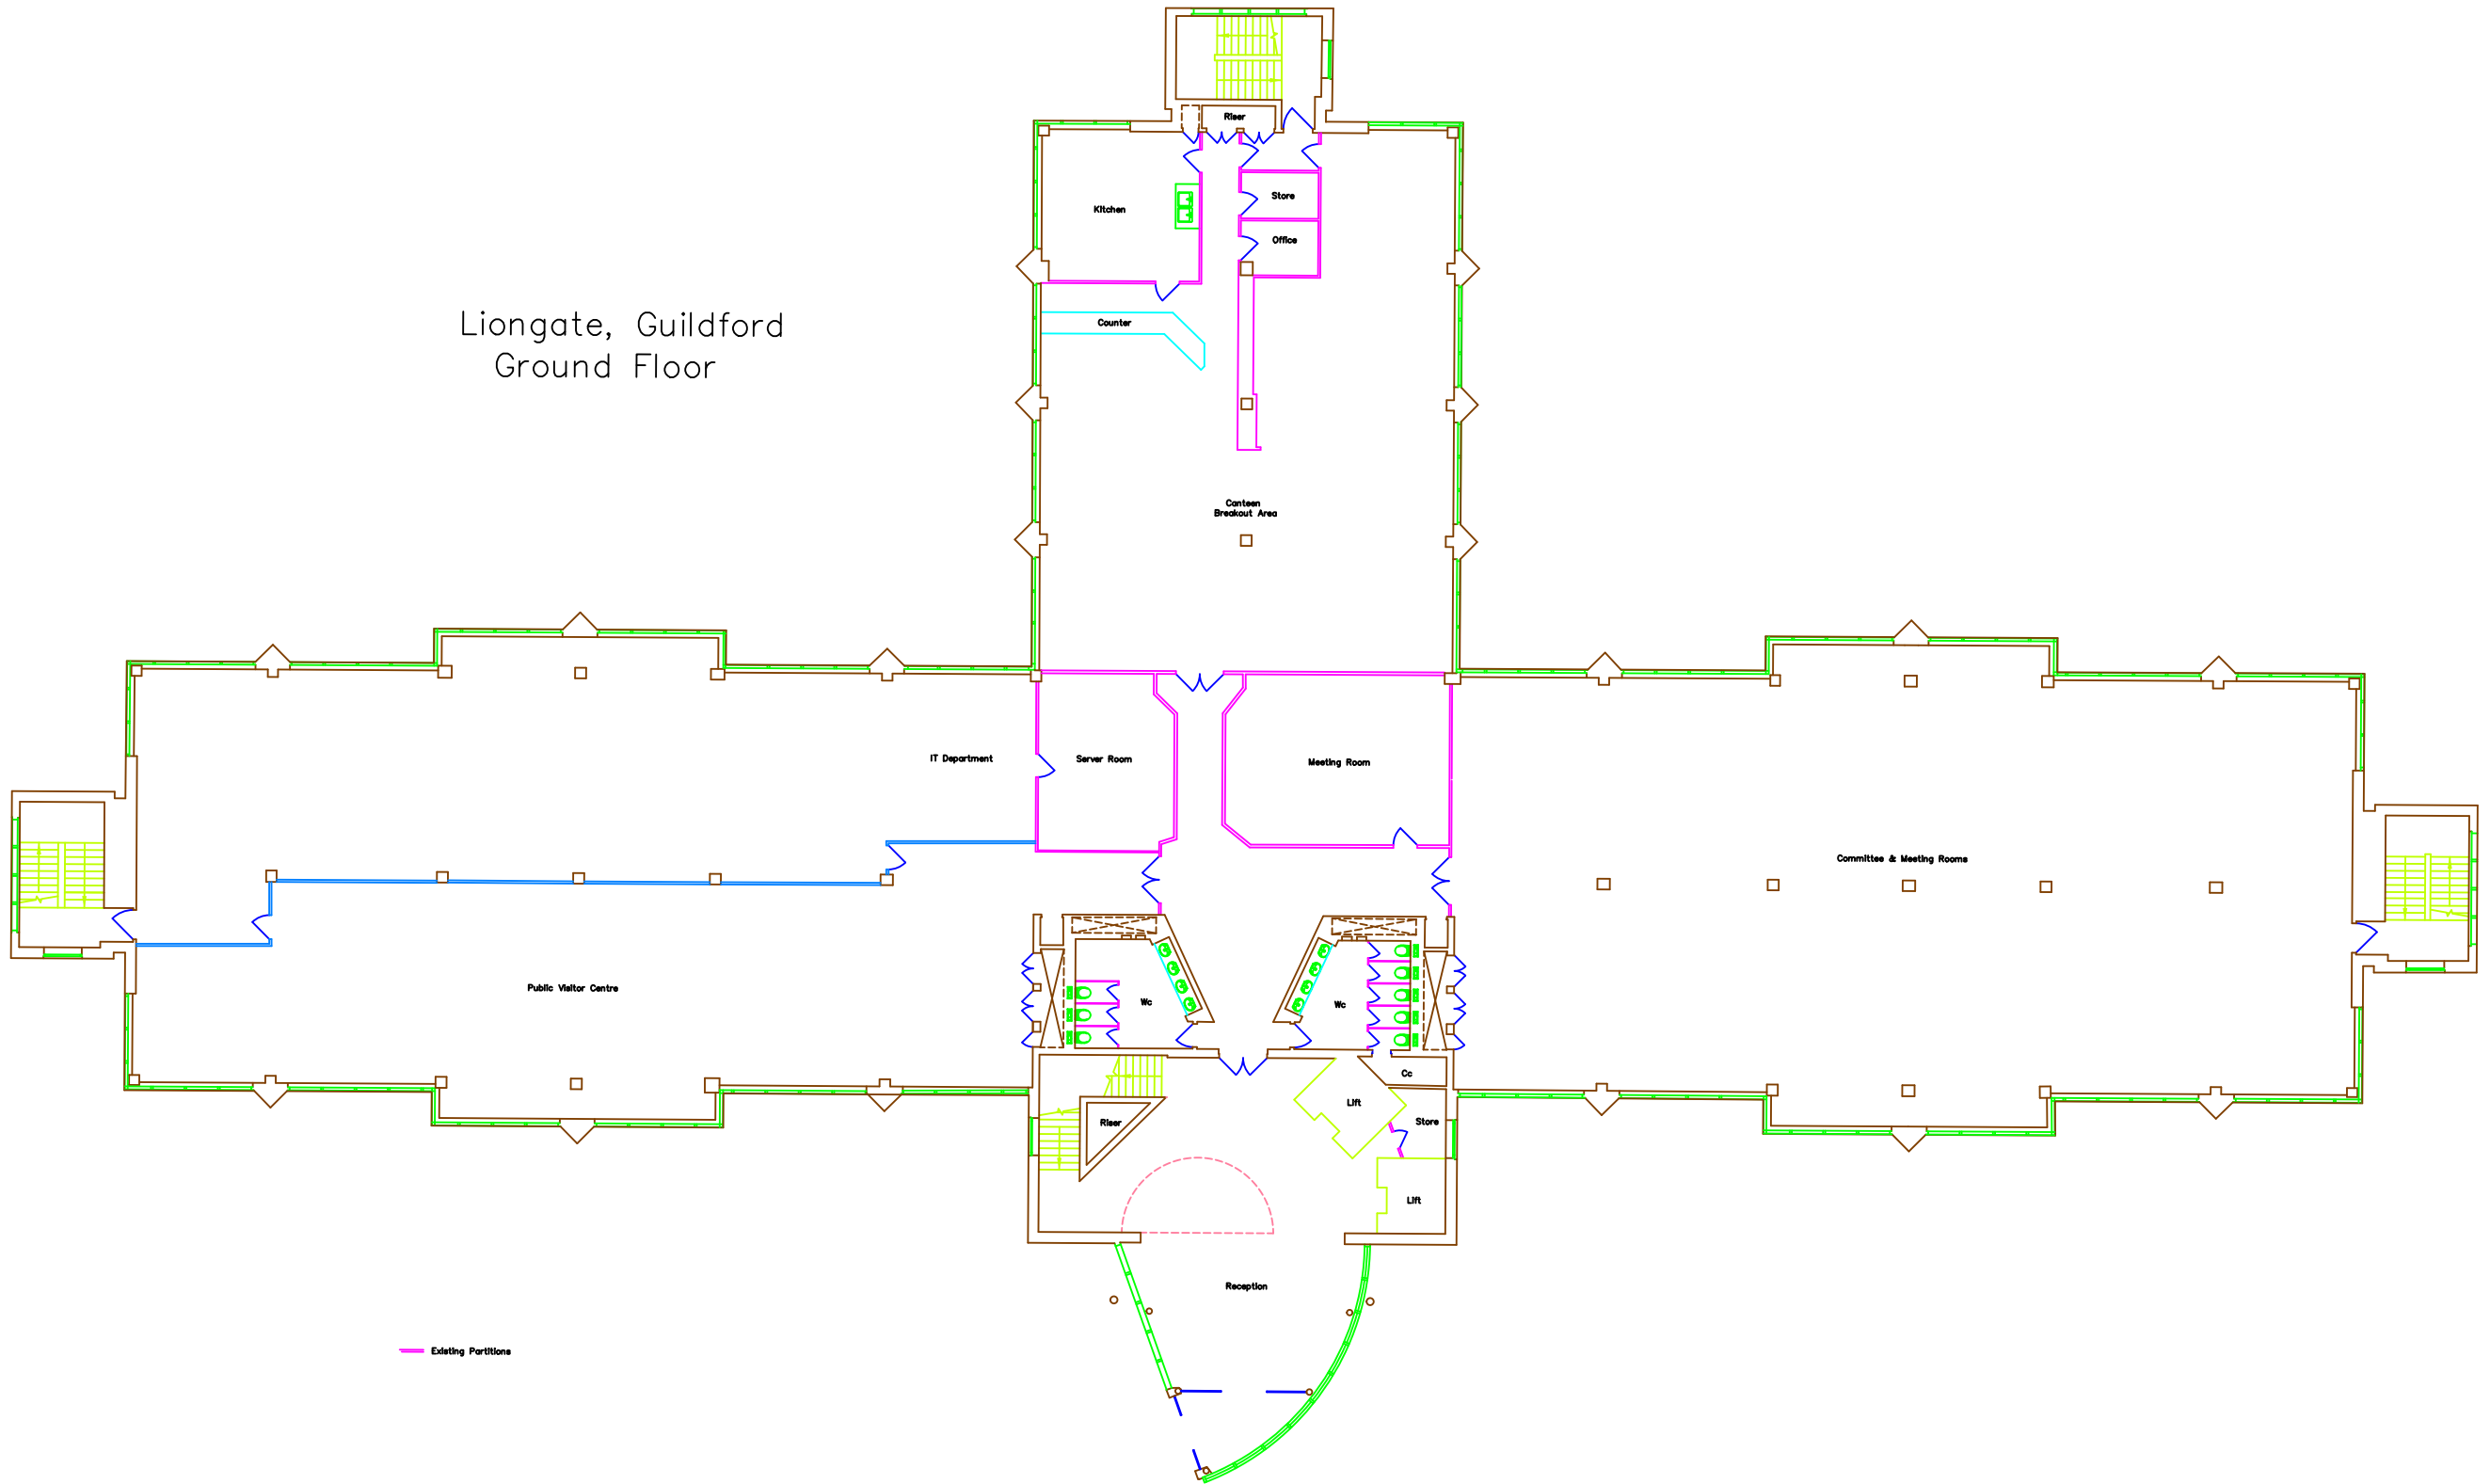 Riser
Store
Kitchen
Office
Liongate, Guildford
Ground Floor
Counter
Canteen
Breakout Area
IT Department
Server Room
Meeting Room
Committee & Meeting Rooms
Public Visitor Centre
Wc
Wc
Cc
Lift
Riser
Store
Lift
Reception
Existing Partitions